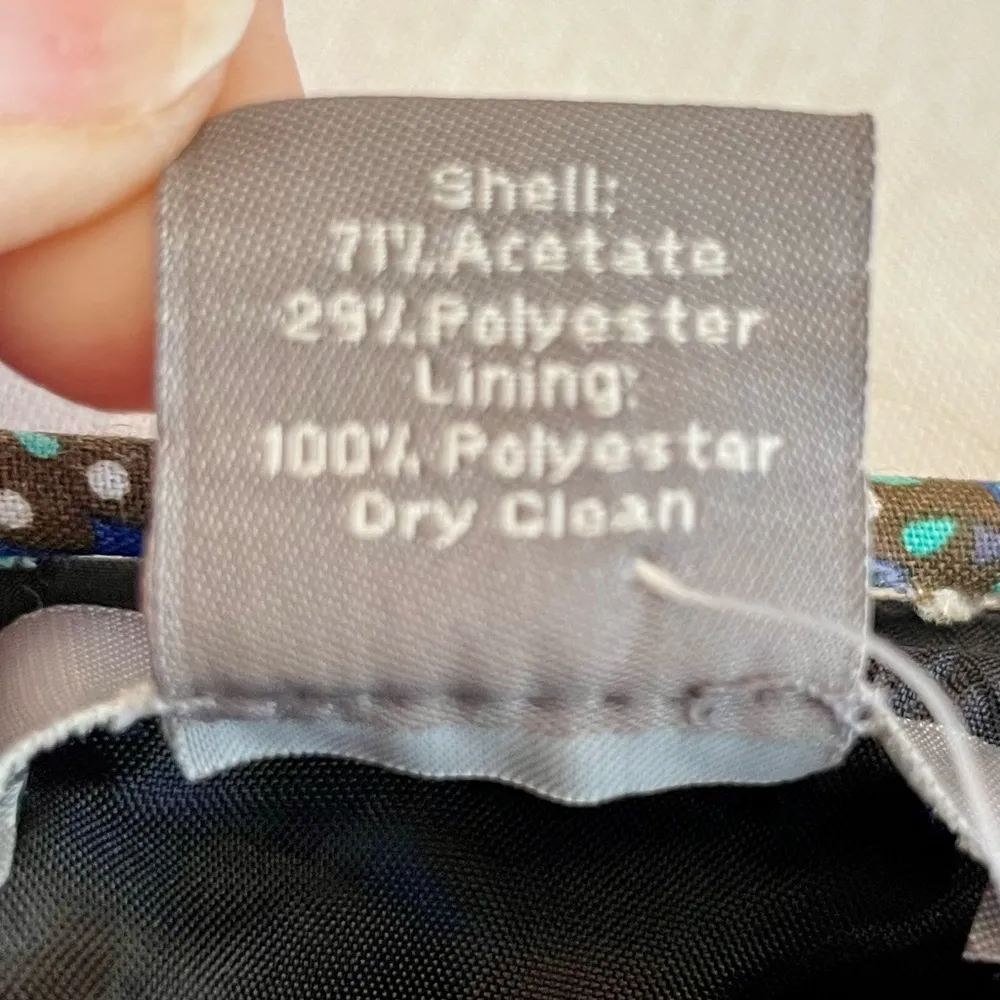 Shell:
71% Acetate
29% Polyester
Lining:
100% Polyester
Dry Clean